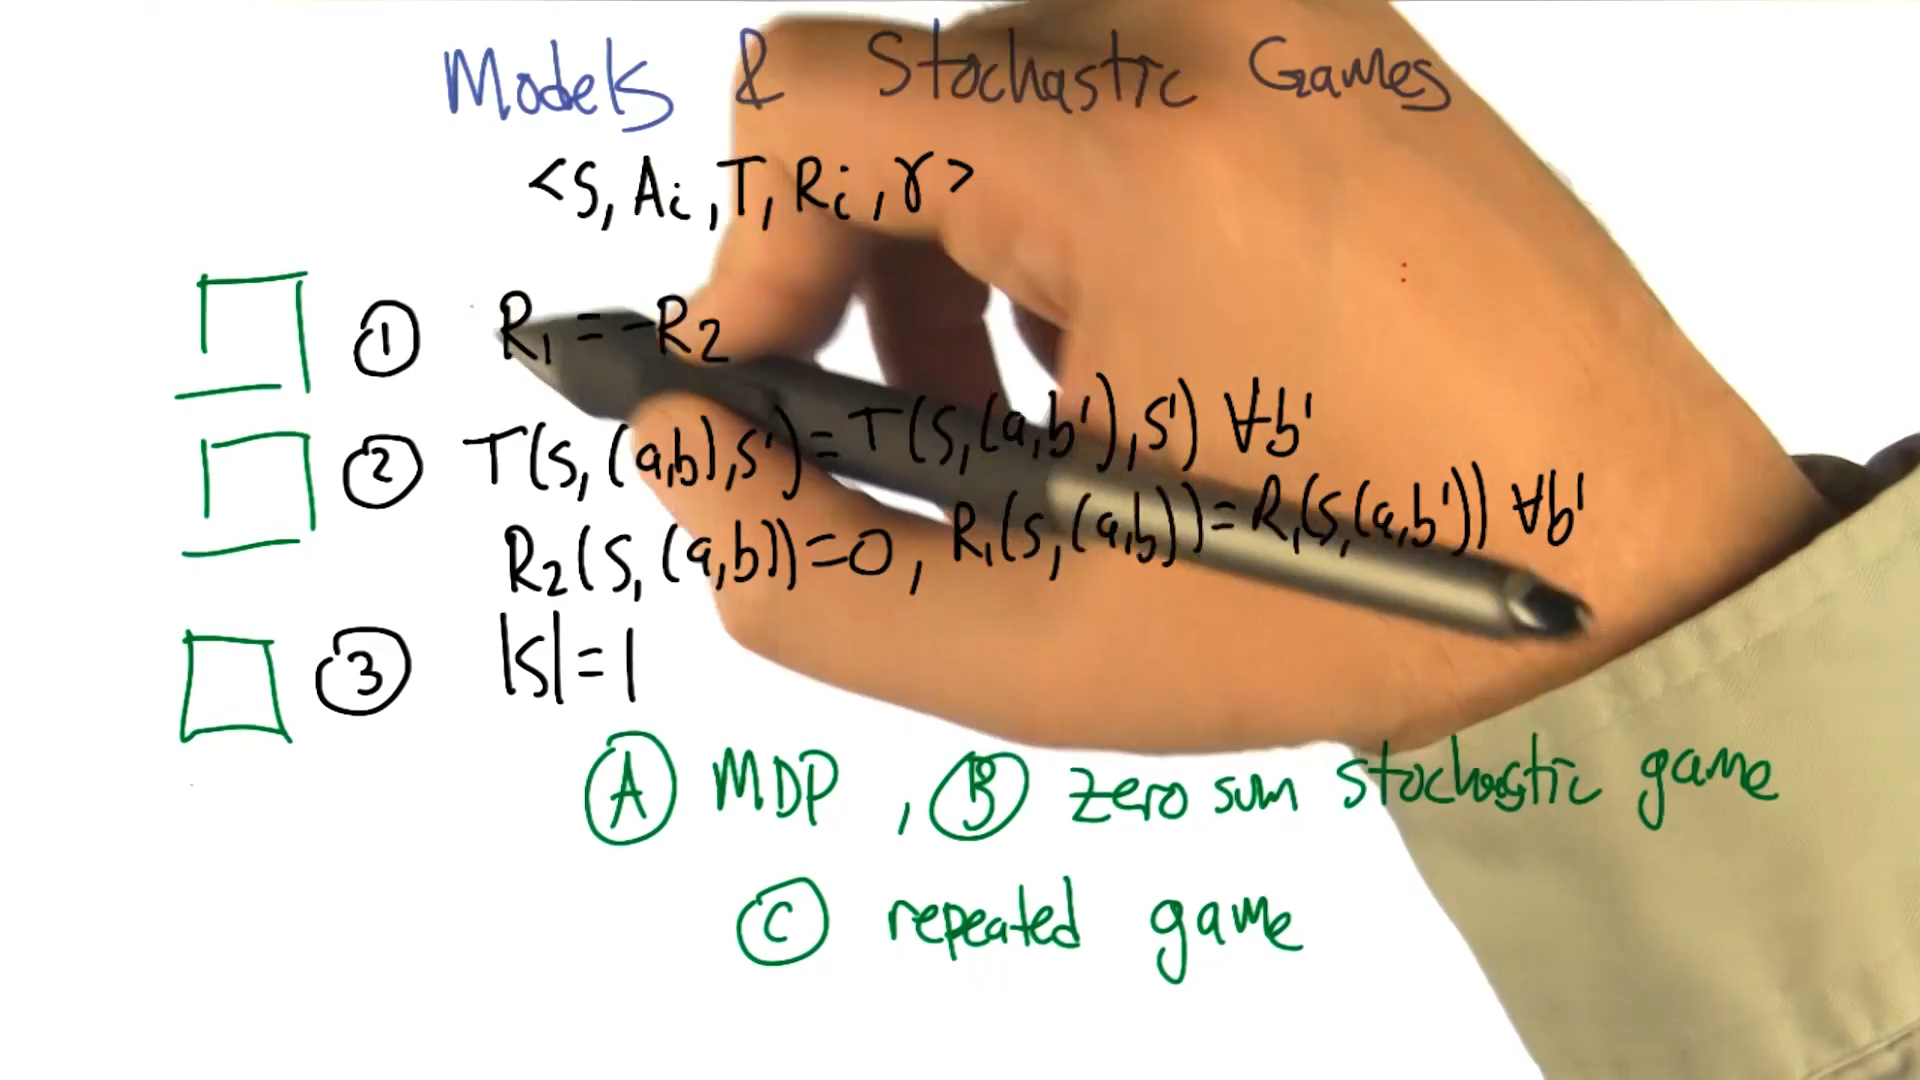 Models & Stochastic Games
<S, Ai, T, Ri, γ>
① R₁ = -R₂
② T(s,(a,b),s') = T(s,(a,b'),s') ∀b'
R₂(s,(a,b))=0, R₁(s,(a,b))=R₁(s,(a,b')) ∀b'
③ |S|=1
Ⓐ MDP, Ⓑ zero sum stochastic game
Ⓒ repeated game